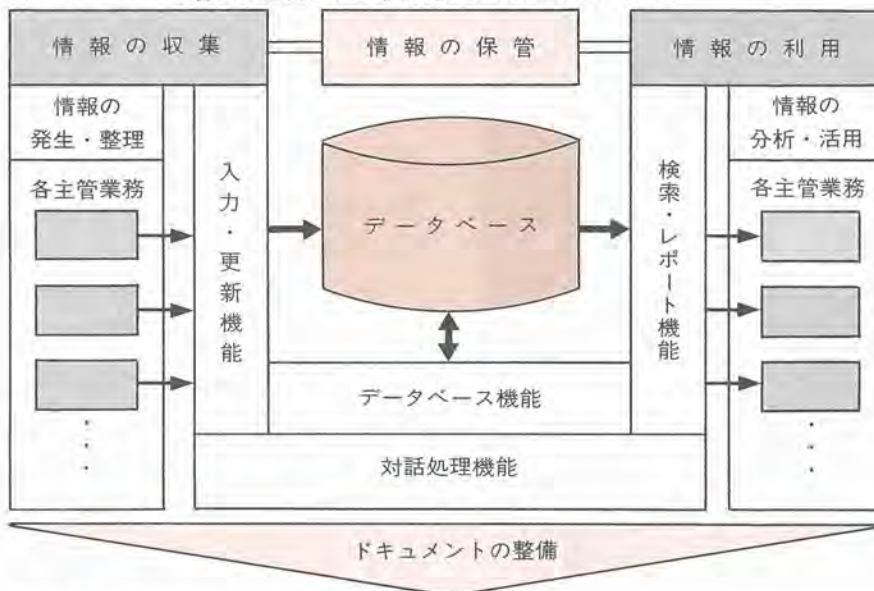 情報の収集
情報の保管
情報の利用
情報の
発生・整理
各主管業務
入力・更新機能
データベース
検索・レポート機能
情報の
分析・活用
各主管業務
データベース機能
対話処理機能
ドキュメントの整備